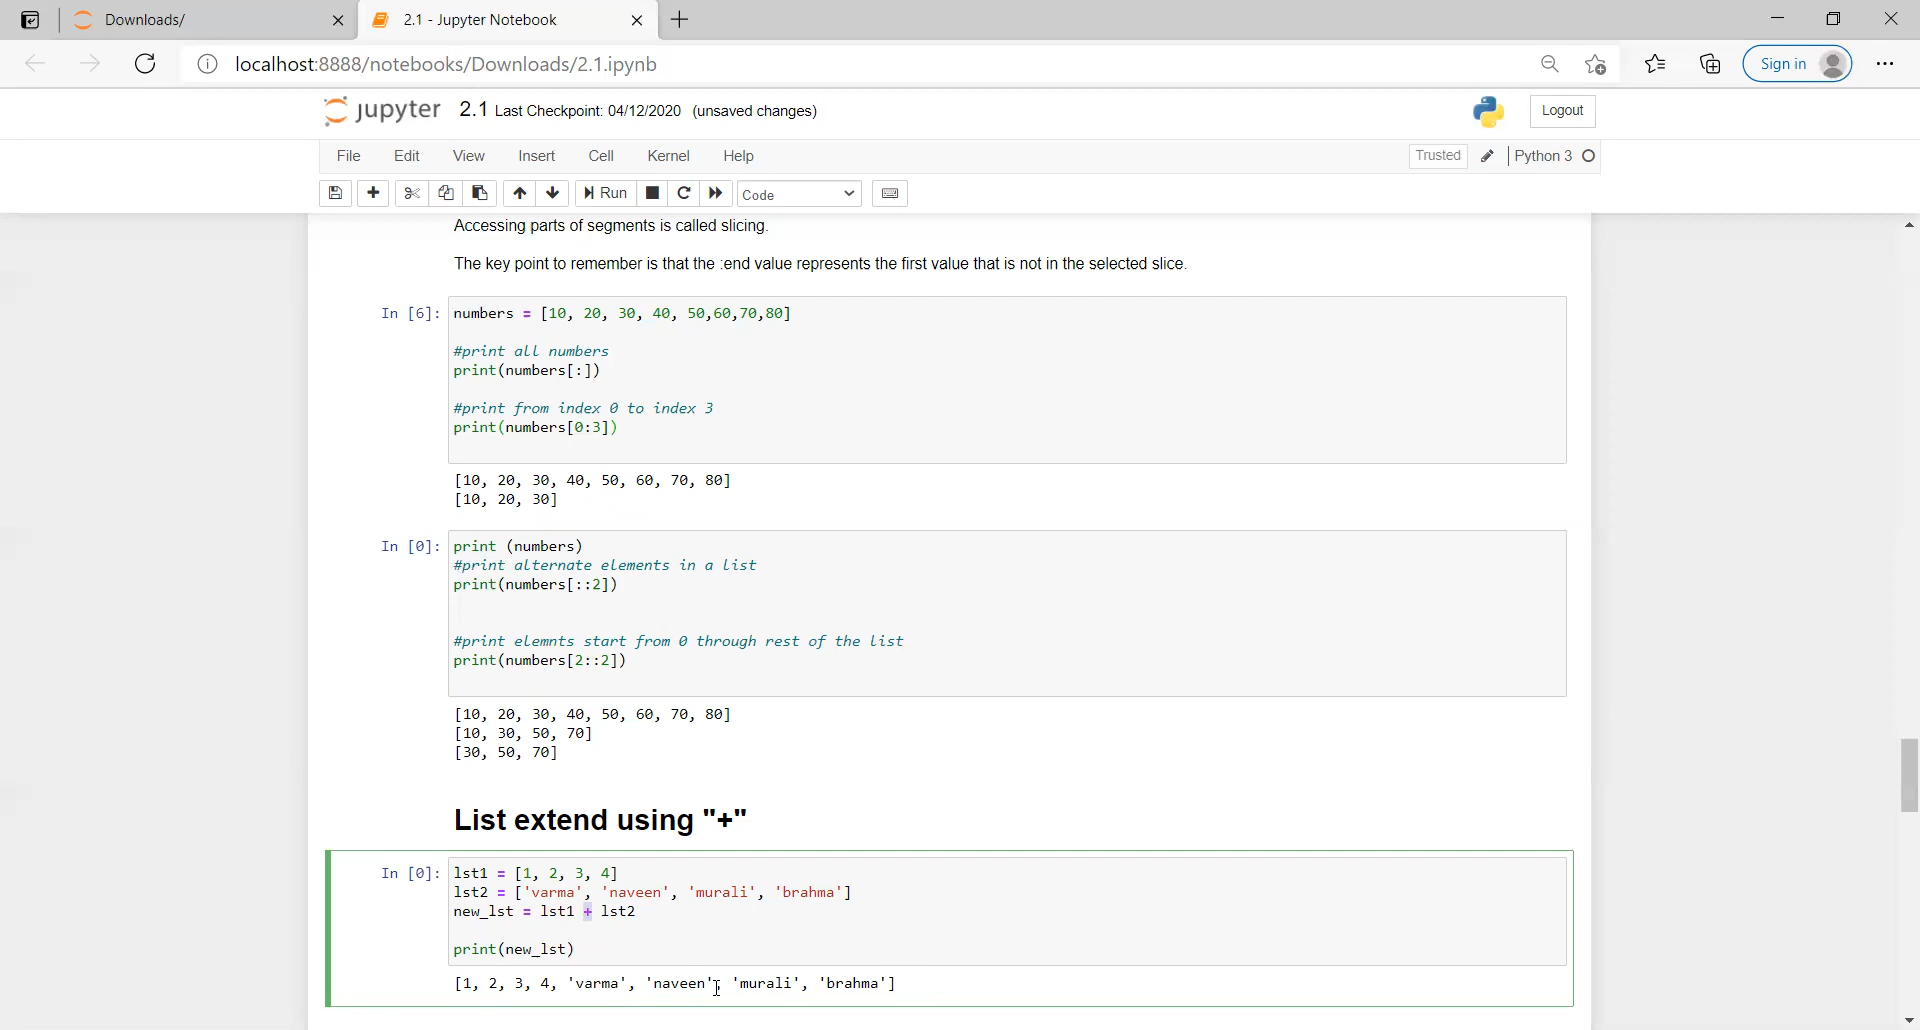 Downloads/
2.1 - Jupyter Notebook
localhost:8888/notebooks/Downloads/2.1.ipynb
Sign in
jupyter 2.1 Last Checkpoint: 04/12/2020 (unsaved changes)
Logout
File Edit View Insert Cell Kernel Help
Trusted
Python 3
Run
Code
Accessing parts of segments is called slicing.
The key point to remember is that the :end value represents the first value that is not in the selected slice.
In [6]: numbers = [10, 20, 30, 40, 50,60,70,80]
#print all numbers
print(numbers[:])
#print from index 0 to index 3
print(numbers[0:3])
[10, 20, 30, 40, 50, 60, 70, 80]
[10, 20, 30]
In [0]: print (numbers)
#print alternate elements in a list
print(numbers[::2])
#print elemnts start from 0 through rest of the list
print(numbers[2::2])
[10, 20, 30, 40, 50, 60, 70, 80]
[10, 30, 50, 70]
[30, 50, 70]
List extend using "+"
In [0]: lst1 = [1, 2, 3, 4]
lst2 = ['varma', 'naveen', 'murali', 'brahma']
new_lst = lst1 + lst2
print(new_lst)
[1, 2, 3, 4, 'varma', 'naveen', 'murali', 'brahma']